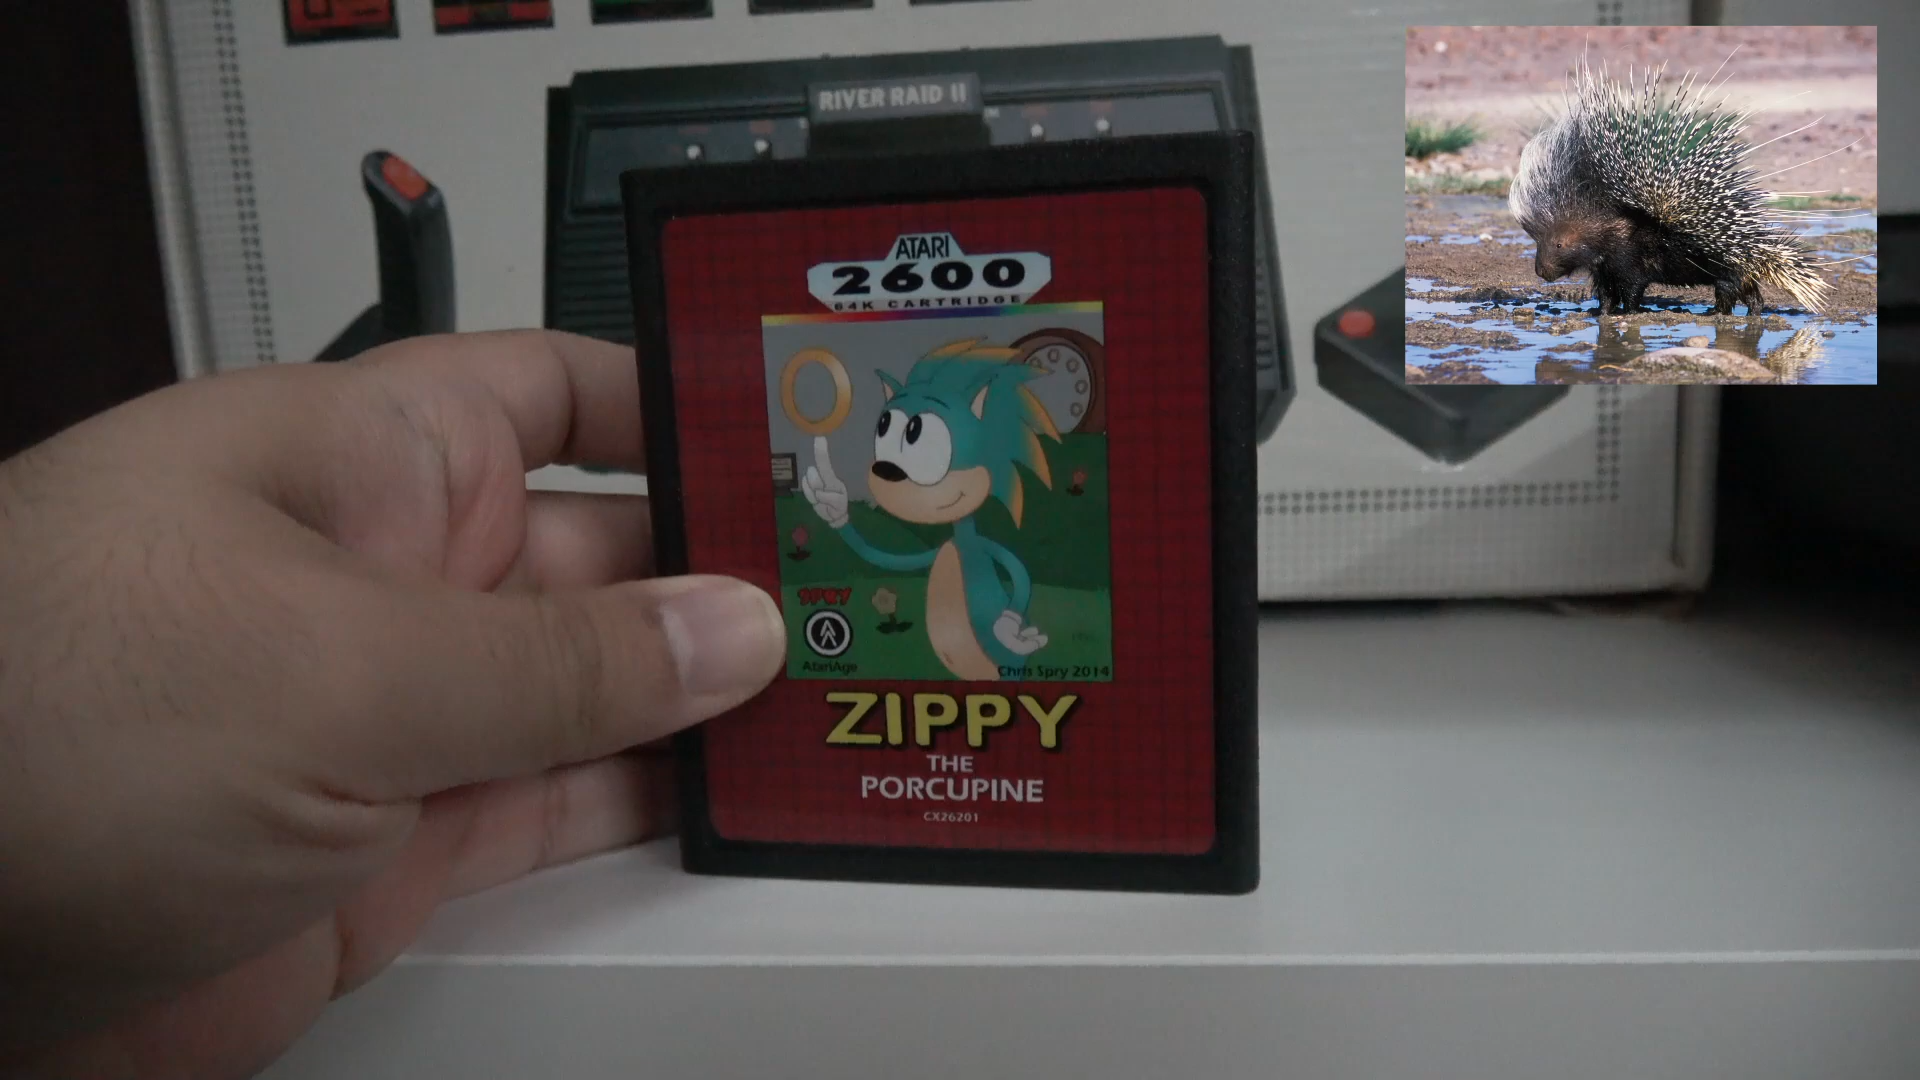 RIVER RAID II
ATARI
2600
64K CARTRIDGE
SPRY
AtariAge
Chris Spry 2014
ZIPPY
THE
PORCUPINE
CX26201